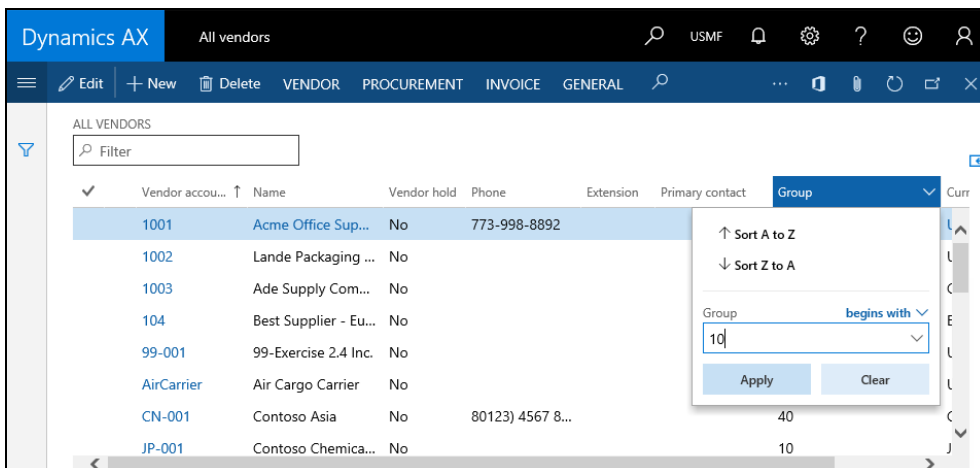 Dynamics AX All vendors USMF
Edit New Delete VENDOR PROCUREMENT INVOICE GENERAL ...
ALL VENDORS
Filter
Vendor accou... Name Vendor hold Phone Extension Primary contact Group Curr
1001 Acme Office Sup... No 773-998-8892
Sort A to Z
1002 Lande Packaging ... No
Sort Z to A
1003 Ade Supply Com... No
Group begins with
104 Best Supplier - Eu... No
10
99-001 99-Exercise 2.4 Inc. No
Apply Clear
AirCarrier Air Cargo Carrier No
CN-001 Contoso Asia No 80123) 4567 8... 40
JP-001 Contoso Chemica... No 10